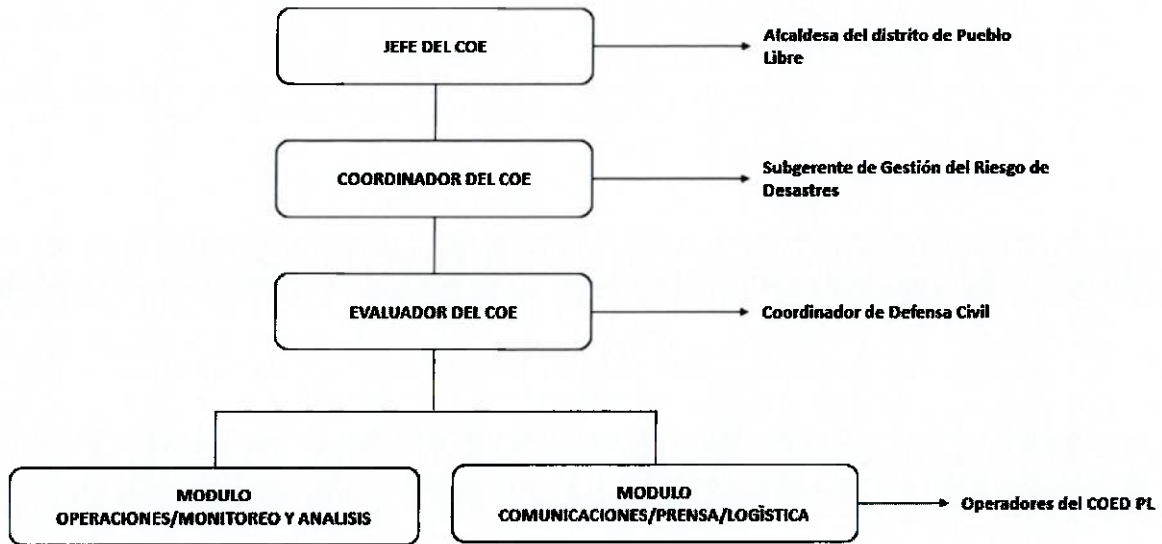 JEFE DEL COE
Alcaldesa del distrito de Pueblo
Libre
COORDINADOR DEL COE
Subgerente de Gestión del Riesgo de
Desastres
EVALUADOR DEL COE
Coordinador de Defensa Civil
MODULO
OPERACIONES/MONITOREO Y ANALISIS
MODULO
COMUNICACIONES/PRENSA/LOGÌSTICA
Operadores del COED PL